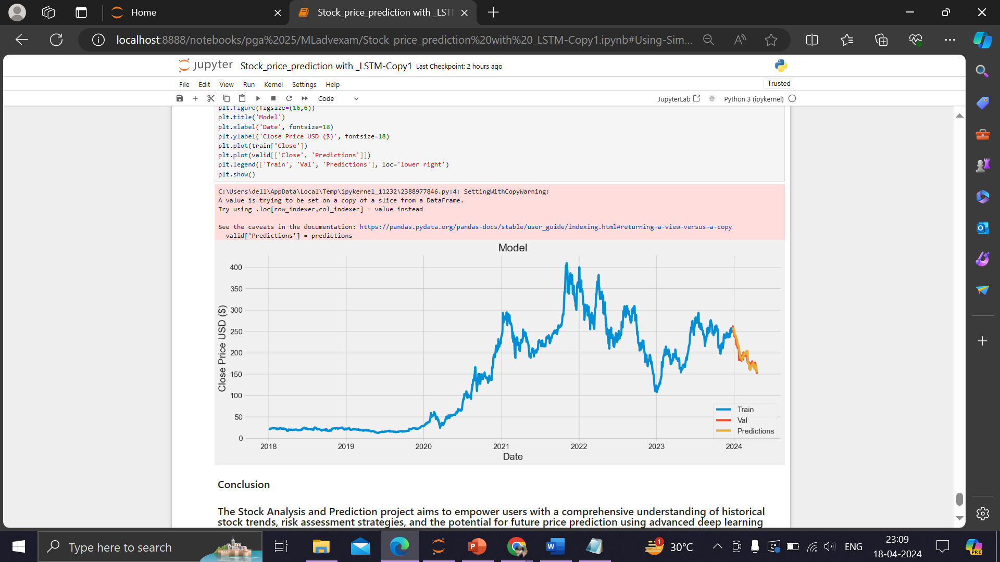 Home
Stock_price_prediction with _LST
localhost:8888/notebooks/pga%2025/MLadvexam/Stock_price_prediction%20with%20_LSTM-Copy1.ipynb#Using-Sim...
jupyter Stock_price_prediction with _LSTM-Copy1 Last Checkpoint: 2 hours ago
File Edit View Run Kernel Settings Help
Trusted
Code
JupyterLab
Python 3 (ipykernel)
plt.figure(figsize=(16,6))
plt.title('Model')
plt.xlabel('Date', fontsize=18)
plt.ylabel('Close Price USD ($)', fontsize=18)
plt.plot(train['Close'])
plt.plot(valid[['Close', 'Predictions']])
plt.legend(['Train', 'Val', 'Predictions'], loc='lower right')
plt.show()
C:\Users\dell\AppData\Local\Temp\ipykernel_11232\2388977846.py:4: SettingWithCopyWarning:
A value is trying to be set on a copy of a slice from a DataFrame.
Try using .loc[row_indexer,col_indexer] = value instead
See the caveats in the documentation: https://pandas.pydata.org/pandas-docs/stable/user_guide/indexing.html#returning-a-view-versus-a-copy
valid['Predictions'] = predictions
Model
Close Price USD ($)
400
350
300
250
200
150
100
50
0
2018 2019 2020 2021 2022 2023 2024
Date
Train
Val
Predictions
Conclusion
The Stock Analysis and Prediction project aims to empower users with a comprehensive understanding of historical
stock trends, risk assessment strategies, and the potential for future price prediction using advanced deep learning
Type here to search
1
30°C
ENG
23:09
18-04-2024
PRE